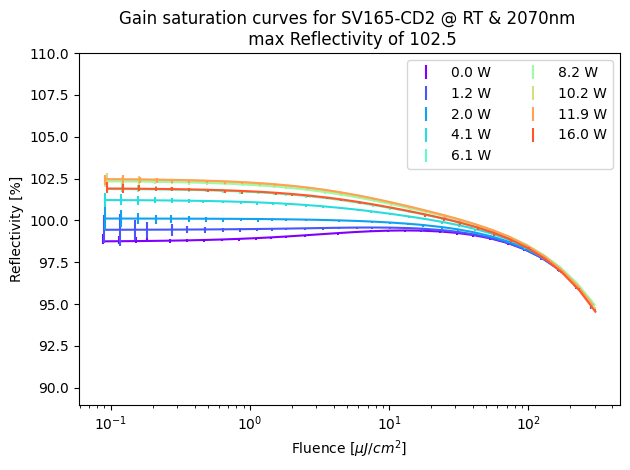 Gain saturation curves for SV165-CD2 @ RT & 2070nm
max Reflectivity of 102.5
110.0
107.5
105.0
102.5
100.0
97.5
95.0
92.5
90.0
Reflectivity [%]
0.0 W
1.2 W
2.0 W
4.1 W
6.1 W
8.2 W
10.2 W
11.9 W
16.0 W
10⁻¹
10⁰
10¹
10²
Fluence [μJ/cm²]